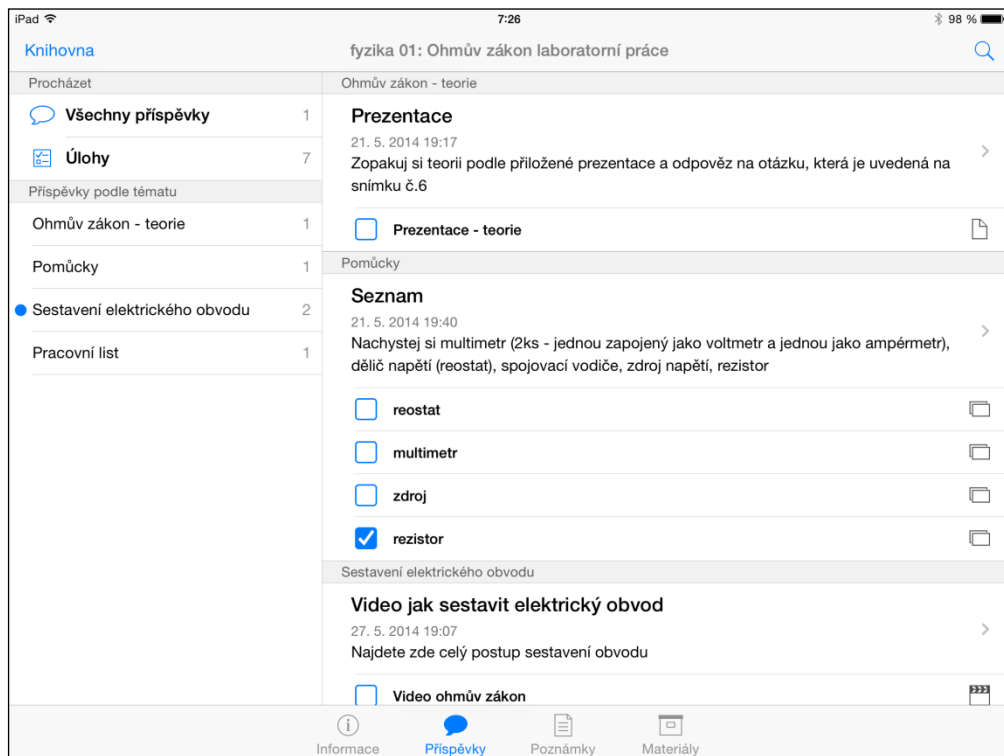 iPad
7:26
98 %
Knihovna
fyzika 01: Ohmův zákon laboratorní práce
Procházet
Všechny příspěvky 1
Úlohy 7
Příspěvky podle tématu
Ohmův zákon - teorie 1
Pomůcky 1
Sestavení elektrického obvodu 2
Pracovní list 1
Ohmův zákon - teorie
Prezentace
21. 5. 2014 19:17
Zopakuj si teorii podle přiložené prezentace a odpověz na otázku, která je uvedená na
snímku č.6
Prezentace - teorie
Pomůcky
Seznam
21. 5. 2014 19:40
Nachystej si multimetr (2ks - jednou zapojený jako voltmetr a jednou jako ampérmetr),
dělič napětí (reostat), spojovací vodiče, zdroj napětí, rezistor
reostat
multimetr
zdroj
rezistor
Sestavení elektrického obvodu
Video jak sestavit elektrický obvod
27. 5. 2014 19:07
Najdete zde celý postup sestavení obvodu
Video ohmův zákon
Informace
Příspěvky
Poznámky
Materiály